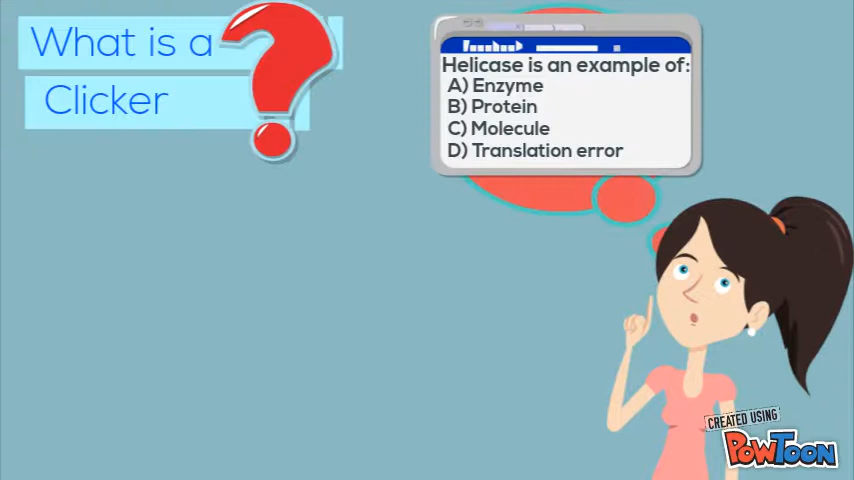 What is a
Clicker
?
Helicase is an example of:
A) Enzyme
B) Protein
C) Molecule
D) Translation error
CREATED USING
POWTOON